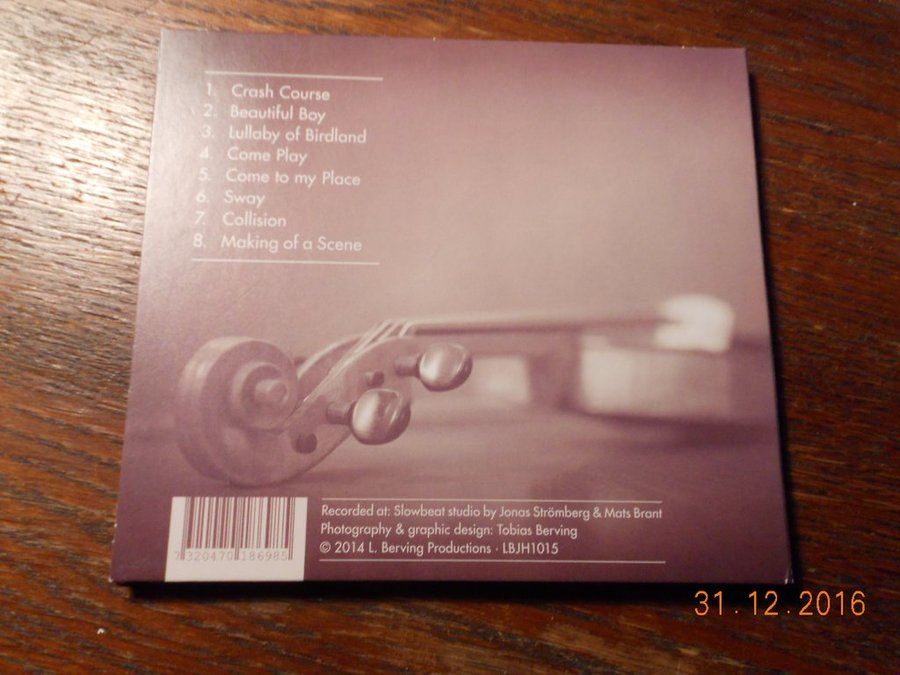 1. Crash Course
2. Beautiful Boy
3. Lullaby of Birdland
4. Come Play
5. Come to my Place
6. Sway
7. Collision
8. Making of a Scene
7 320470 186985
Recorded at: Slowbeat studio by Jonas Strömberg & Mats Brant
Photography & graphic design: Tobias Berving
© 2014 L. Berving Productions · LBJH1015
31.12.2016